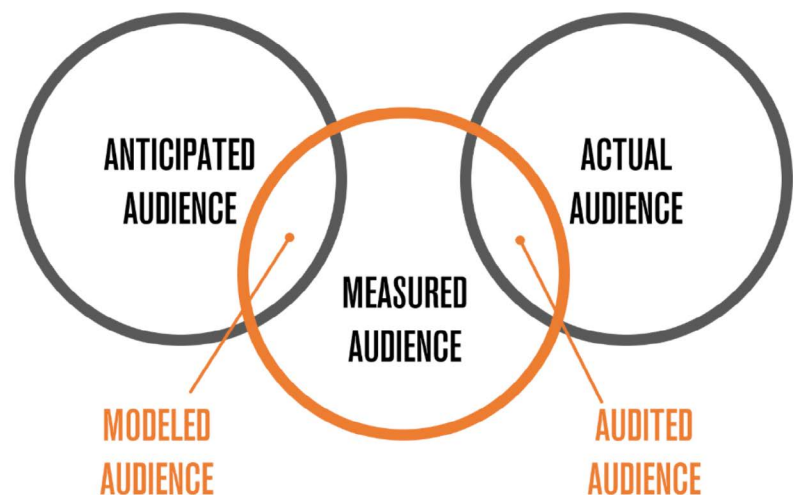 ANTICIPATED
AUDIENCE
ACTUAL
AUDIENCE
MEASURED
AUDIENCE
MODELED
AUDIENCE
AUDITED
AUDIENCE